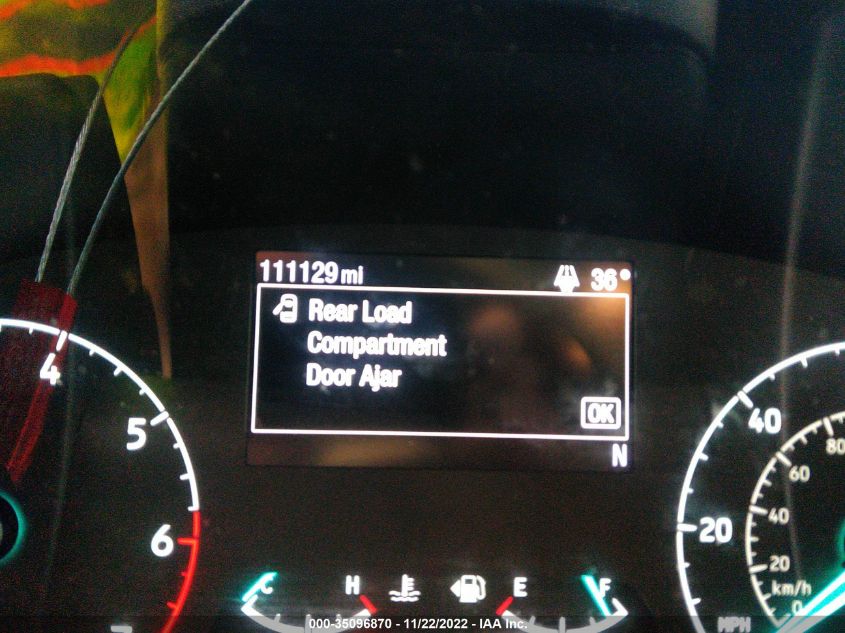 111129 mi 36°
Rear Load
Compartment
Door Ajar
OK
N
4
5
6
40
20
80
60
40
20
km/h
0
MPH
C H E F
000-35096870 - 11/22/2022 - IAA Inc.